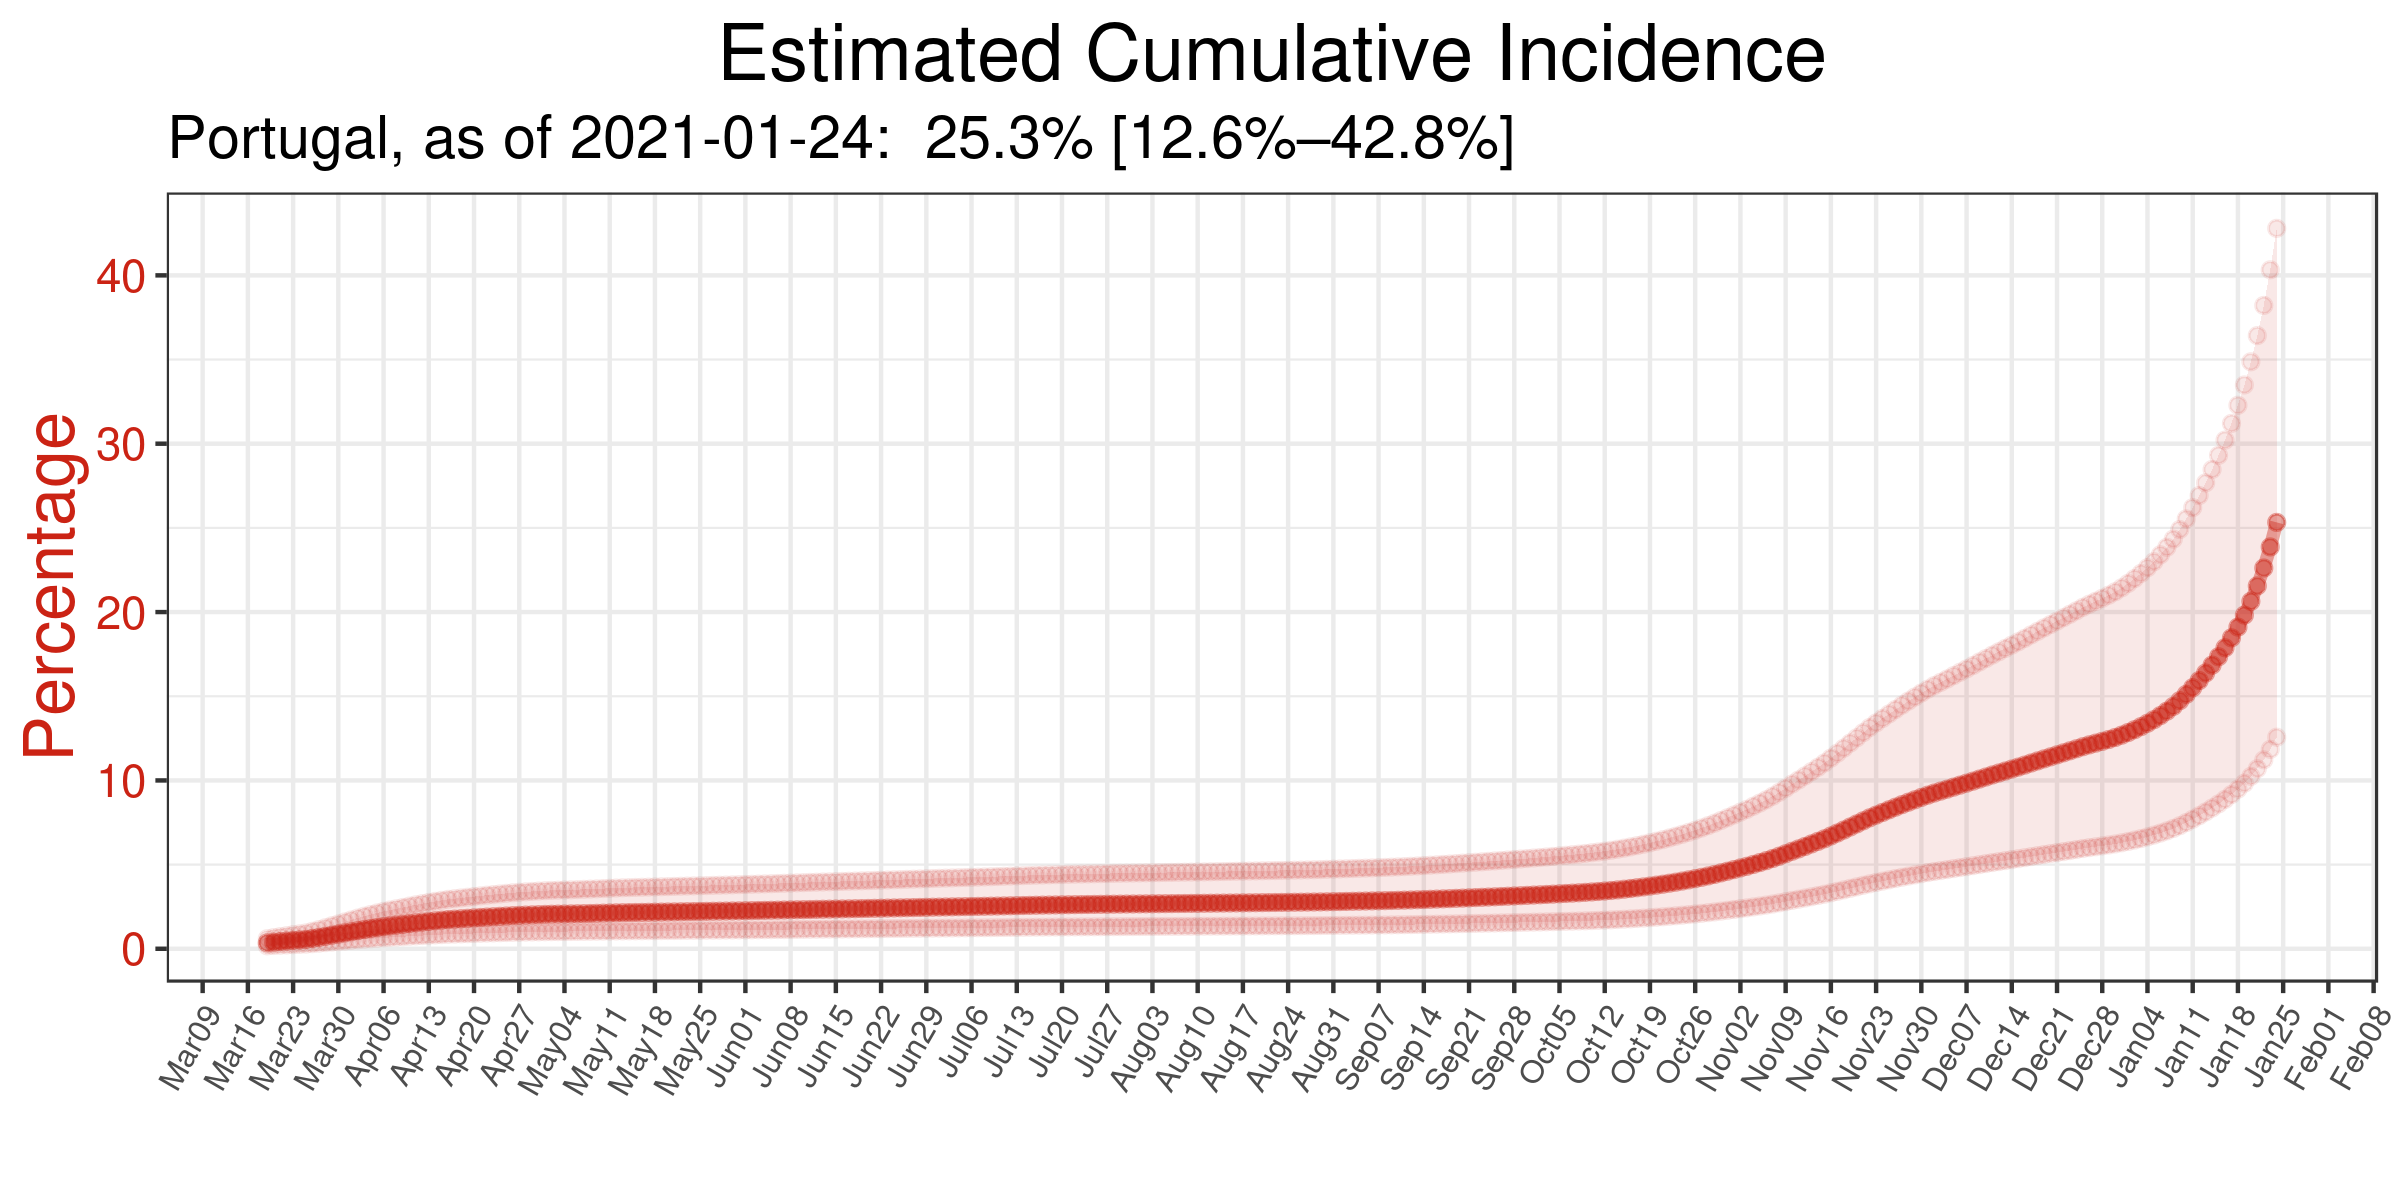 Estimated Cumulative Incidence
Portugal, as of 2021-01-24:  25.3% [12.6%–42.8%]
Percentage
40
30
20
10
0
Mar09
Mar16
Mar23
Mar30
Apr06
Apr13
Apr20
Apr27
May04
May11
May18
May25
Jun01
Jun08
Jun15
Jun22
Jun29
Jul06
Jul13
Jul20
Jul27
Aug03
Aug10
Aug17
Aug24
Aug31
Sep07
Sep14
Sep21
Sep28
Oct05
Oct12
Oct19
Oct26
Nov02
Nov09
Nov16
Nov23
Nov30
Dec07
Dec14
Dec21
Dec28
Jan04
Jan11
Jan18
Jan25
Feb01
Feb08